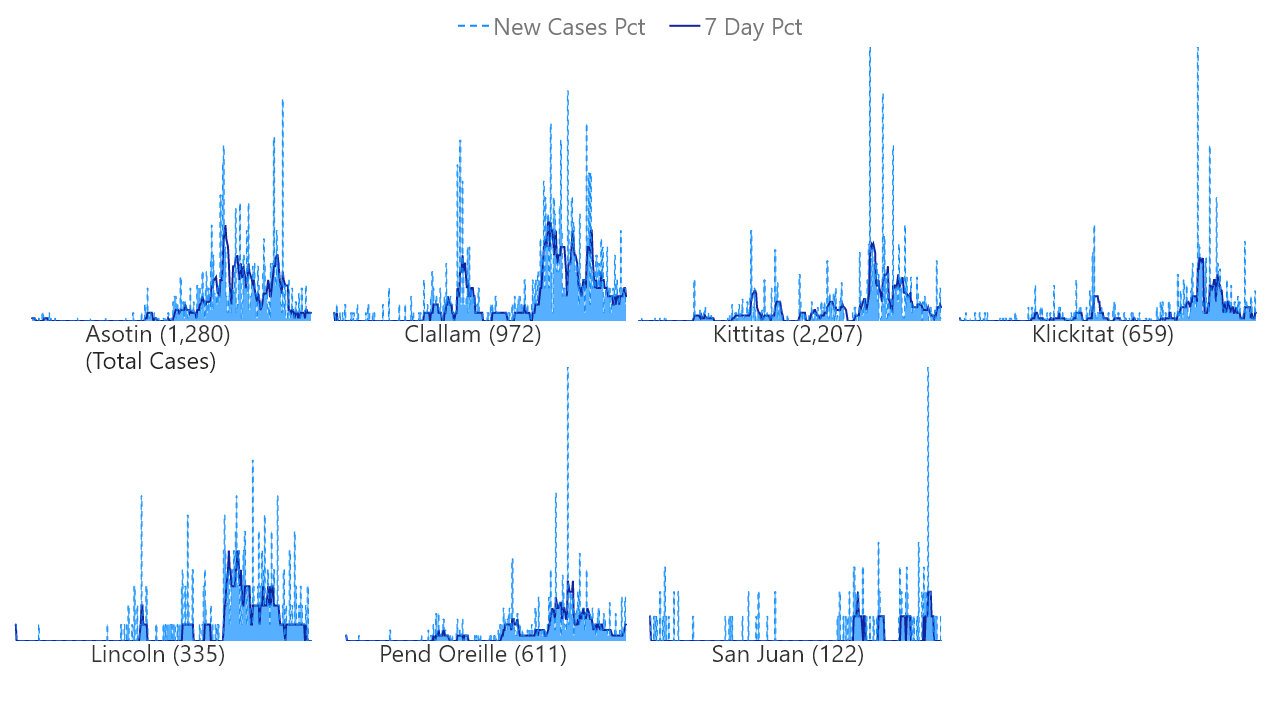 New Cases Pct 7 Day Pct
Asotin (1,280)
(Total Cases)
Clallam (972)
Kittitas (2,207)
Klickitat (659)
Lincoln (335)
Pend Oreille (611)
San Juan (122)